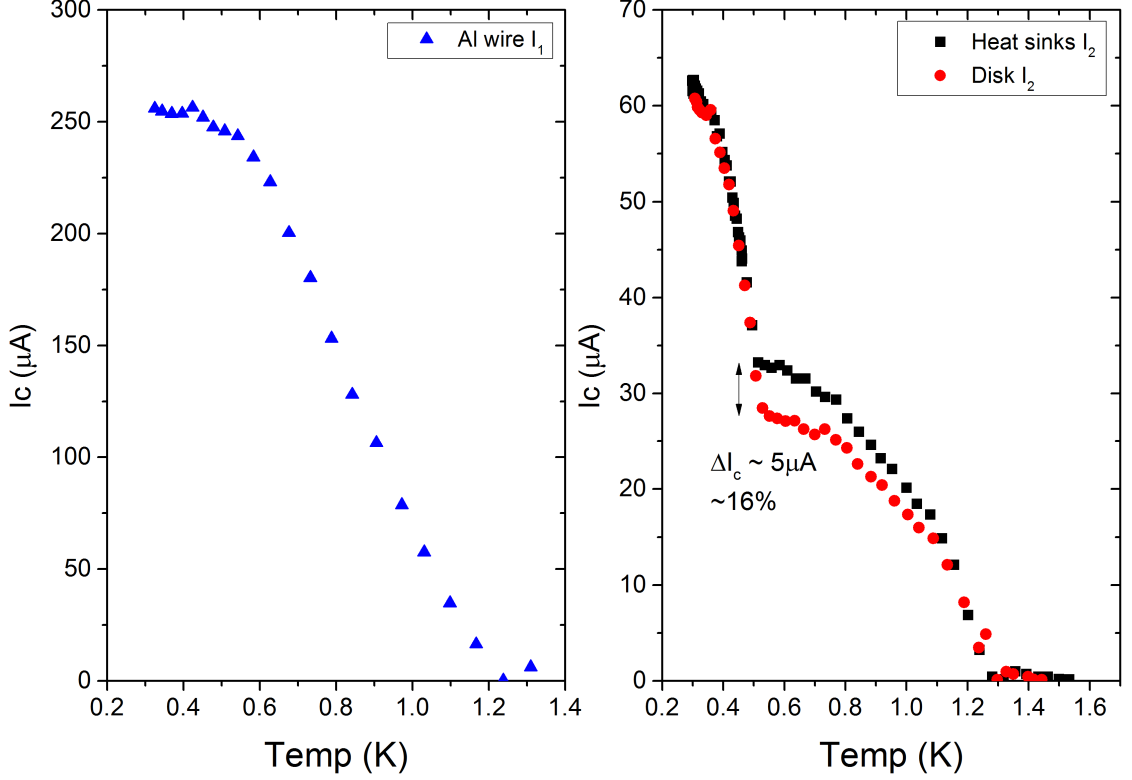 300
250
200
150
100
50
0
0.2 0.4 0.6 0.8 1.0 1.2 1.4
Ic (μA)
Temp (K)
Al wire I₁
70
60
50
40
30
20
10
0
0.2 0.4 0.6 0.8 1.0 1.2 1.4 1.6
Ic (μA)
Temp (K)
Heat sinks I₂
Disk I₂
ΔI_c ~ 5μA
~16%